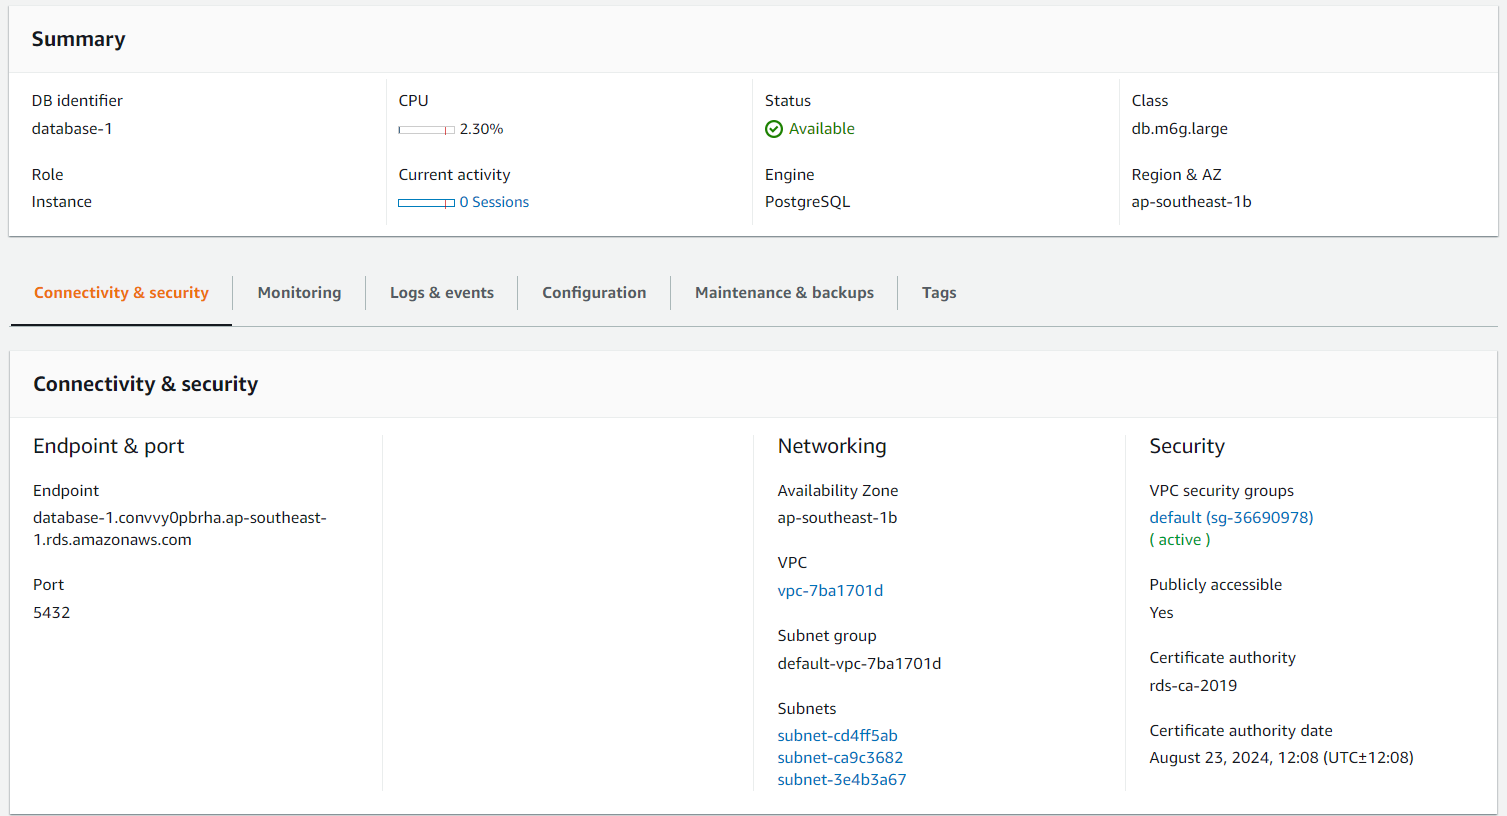 Summary
DB identifier
database-1
CPU
2.30%
Status
Available
Class
db.m6g.large
Role
Instance
Current activity
0 Sessions
Engine
PostgreSQL
Region & AZ
ap-southeast-1b
Connectivity & security
Monitoring
Logs & events
Configuration
Maintenance & backups
Tags
Connectivity & security
Endpoint & port
Endpoint
database-1.convvy0pbrha.ap-southeast-
1.rds.amazonaws.com
Port
5432
Networking
Availability Zone
ap-southeast-1b
VPC
vpc-7ba1701d
Subnet group
default-vpc-7ba1701d
Subnets
subnet-cd4ff5ab
subnet-ca9c3682
subnet-3e4b3a67
Security
VPC security groups
default (sg-36690978)
( active )
Publicly accessible
Yes
Certificate authority
rds-ca-2019
Certificate authority date
August 23, 2024, 12:08 (UTC±12:08)